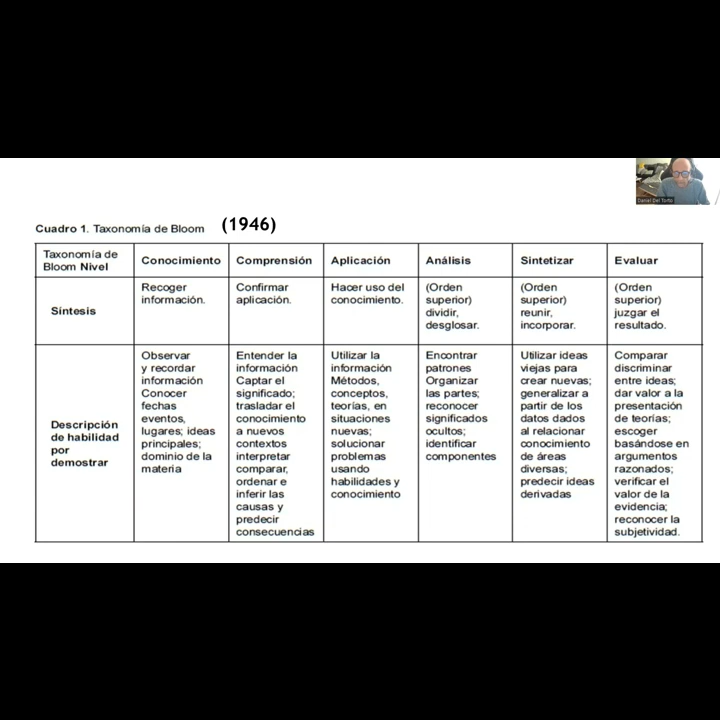 Daniel Del Torto
Cuadro 1. Taxonomía de Bloom (1946)
Taxonomía de
Bloom Nivel
Conocimiento
Comprensión
Aplicación
Análisis
Sintetizar
Evaluar
Síntesis
Recoger
información.
Confirmar
aplicación.
Hacer uso del
conocimiento.
(Orden
superior)
dividir,
desglosar.
(Orden
superior)
reunir,
incorporar.
(Orden
superior)
juzgar el
resultado.
Descripción
de habilidad
por
demostrar
Observar
y recordar
información
Conocer
fechas
eventos,
lugares; ideas
principales;
dominio de la
materia
Entender la
información
Captar el
significado;
trasladar el
conocimiento
a nuevos
contextos
interpretar
comparar,
ordenar e
inferir las
causas y
predecir
consecuencias
Utilizar la
información
Métodos,
conceptos,
teorías, en
situaciones
nuevas;
solucionar
problemas
usando
habilidades y
conocimiento
Encontrar
patrones
Organizar
las partes;
reconocer
significados
ocultos;
identificar
componentes
Utilizar ideas
viejas para
crear nuevas;
generalizar a
partir de los
datos dados
al relacionar
conocimiento
de áreas
diversas;
predecir ideas
derivadas
Comparar
discriminar
entre ideas;
dar valor a la
presentación
de teorías;
escoger
basándose en
argumentos
razonados;
verificar el
valor de la
evidencia;
reconocer la
subjetividad.